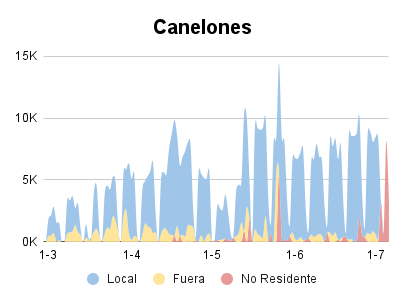 Canelones
15K
10K
5K
0K
1-3 1-4 1-5 1-6 1-7
Local Fuera No Residente